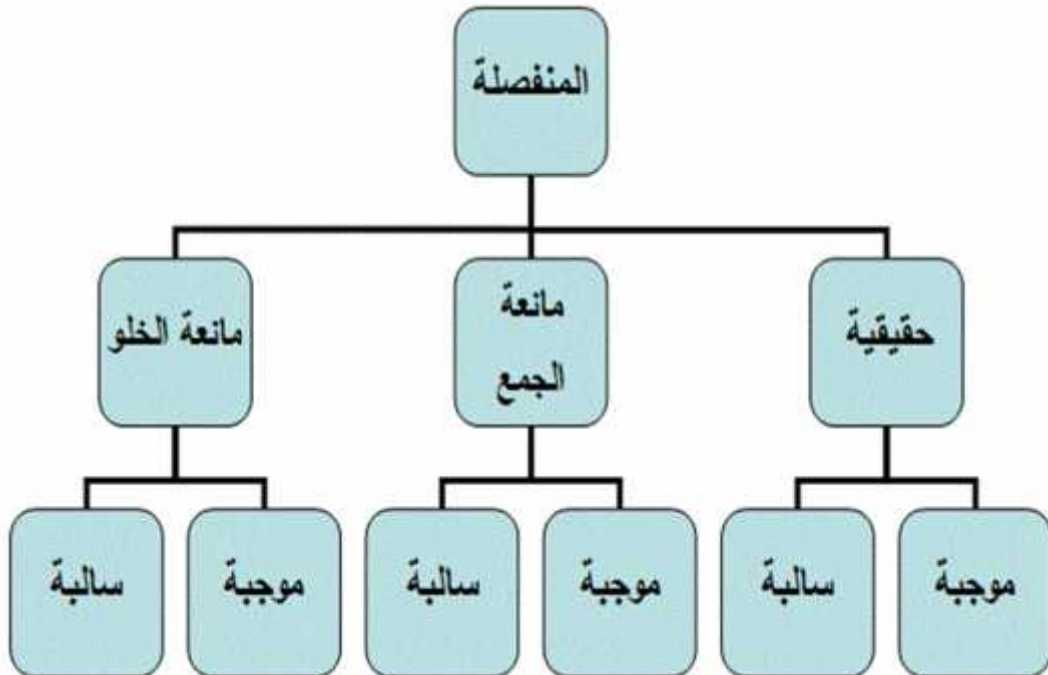 المنفصلة
حقيقية
مانعة
الجمع
مانعة الخلو
موجبة
سالبة
موجبة
سالبة
موجبة
سالبة